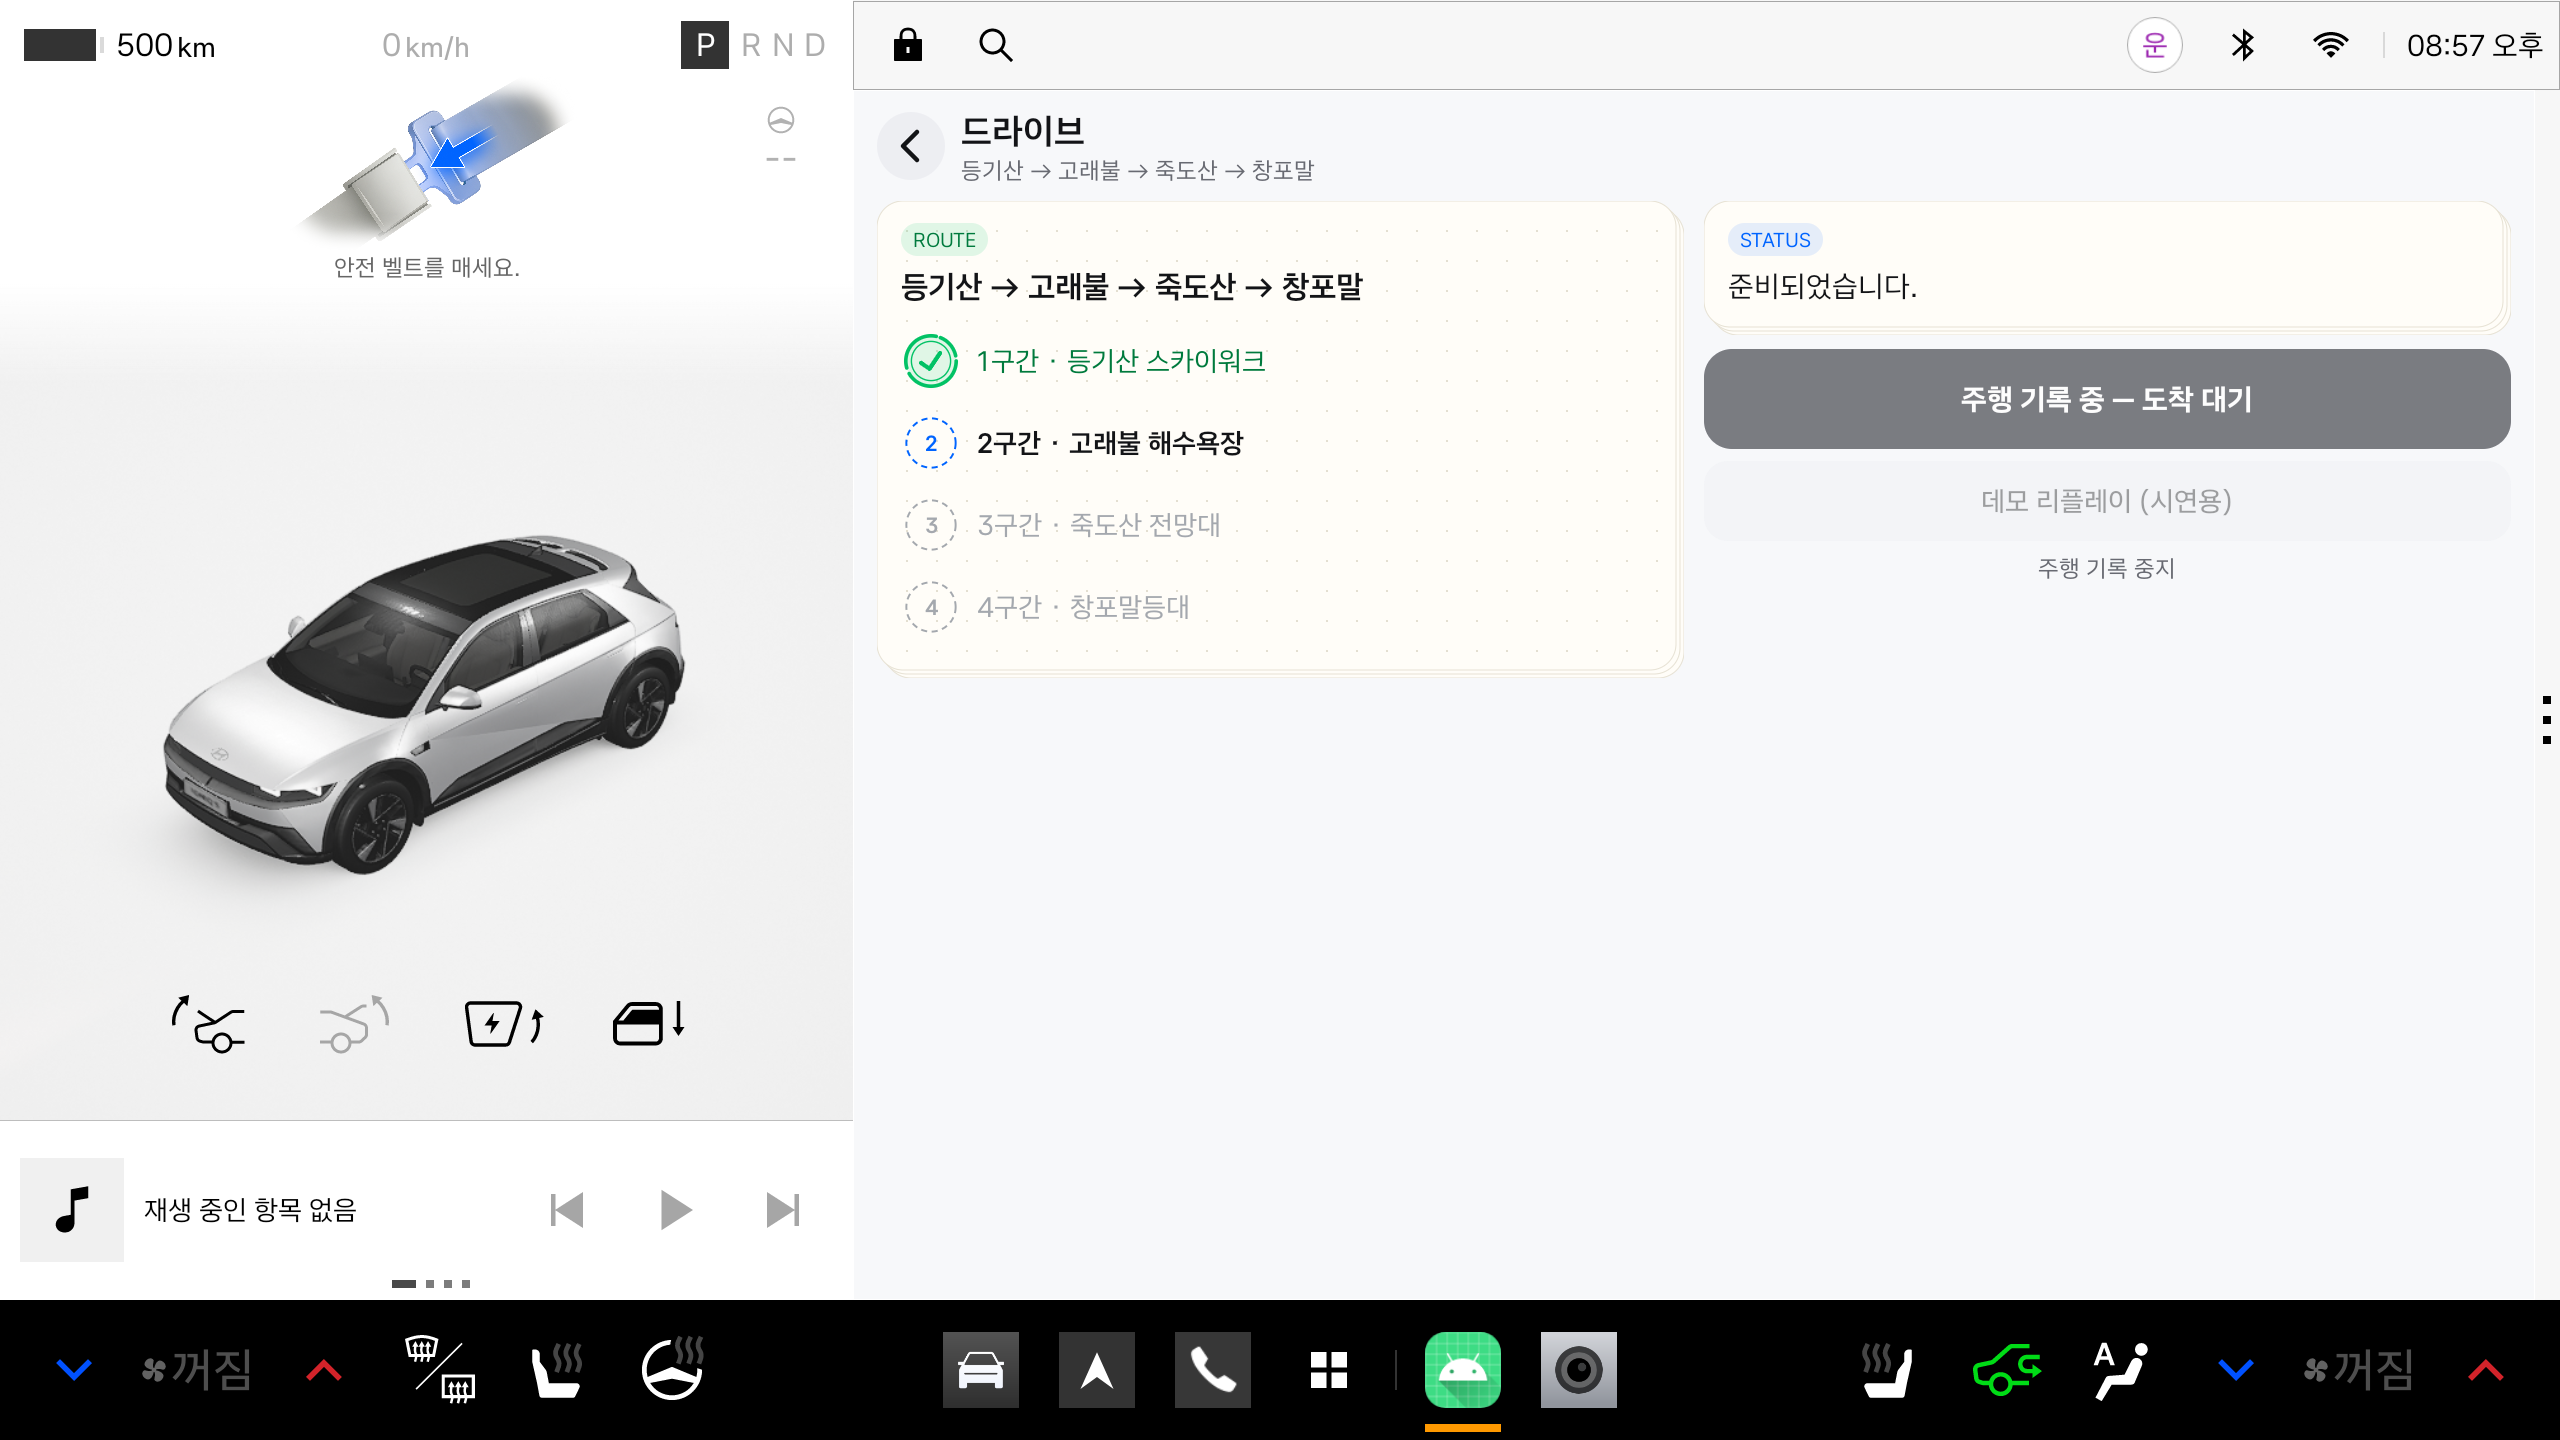 500 km
0 km/h
P R N D
안전 벨트를 매세요.
재생 중인 항목 없음
운
08:57 오후
드라이브
등기산 → 고래불 → 죽도산 → 창포말
ROUTE
등기산 → 고래불 → 죽도산 → 창포말
1구간 · 등기산 스카이워크
2
2구간 · 고래불 해수욕장
3
3구간 · 죽도산 전망대
4
4구간 · 창포말등대
STATUS
준비되었습니다.
주행 기록 중 – 도착 대기
데모 리플레이 (시연용)
주행 기록 중지
꺼짐
A
꺼짐